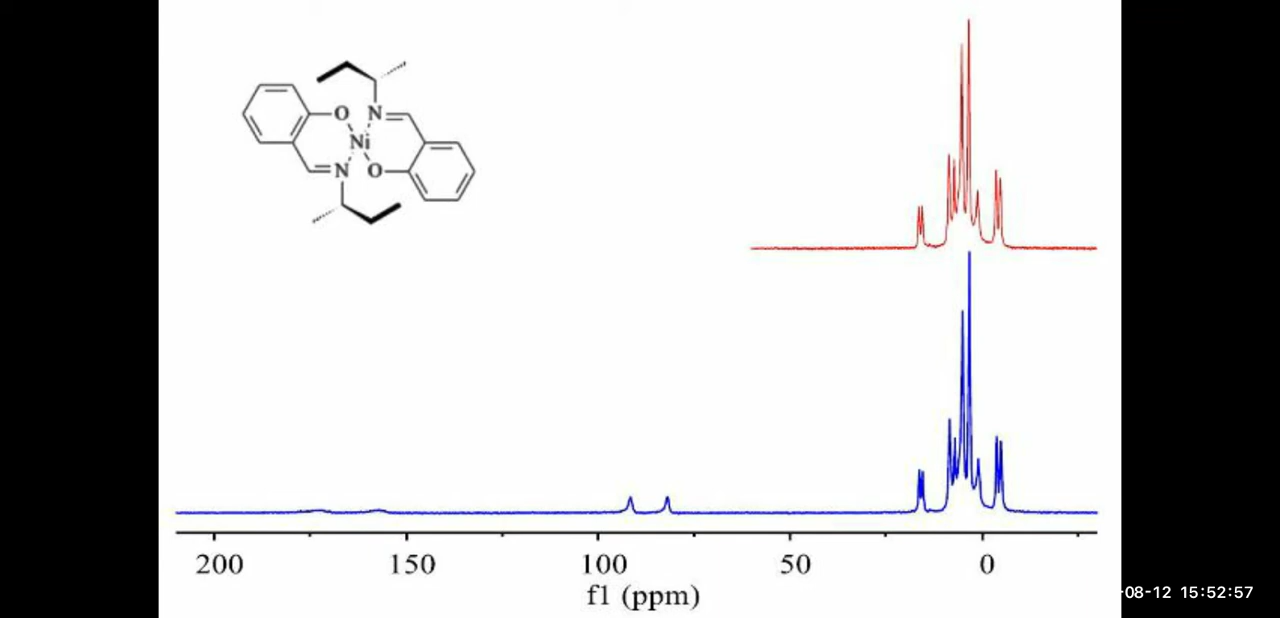 O N
Ni
N O
200 150 100 50 0
f1 (ppm)
-08-12 15:52:57